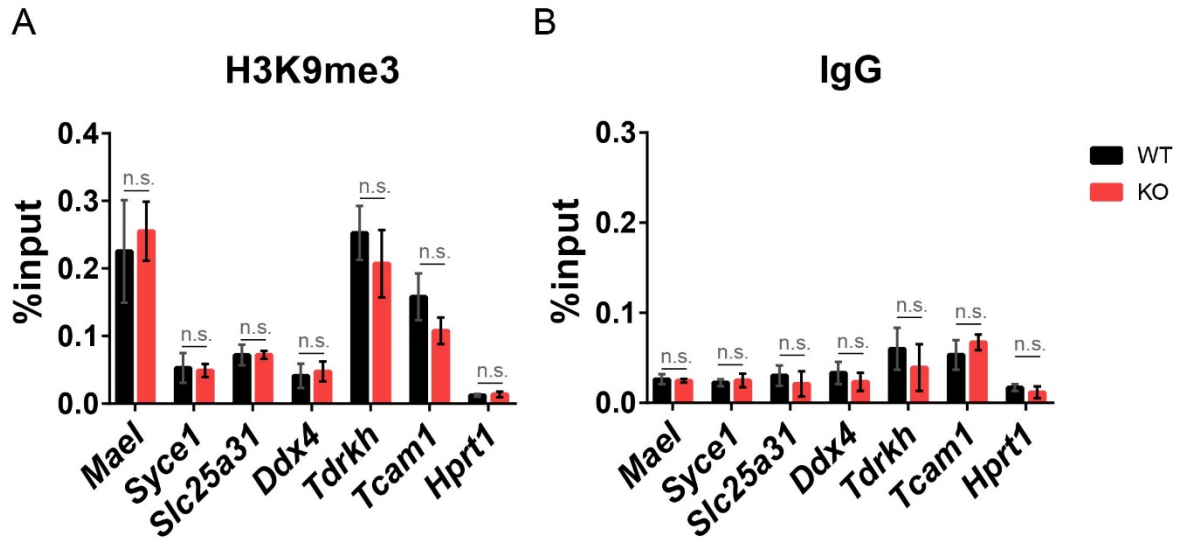 A
H3K9me3
%input
0.4
0.3
0.2
0.1
0.0
n.s.
n.s.
n.s.
n.s.
n.s.
n.s.
n.s.
Mael
Syce1
Slc25a31
Ddx4
Tdrkh
Tcam1
Hprt1
B
IgG
%input
0.3
0.2
0.1
0.0
n.s.
n.s.
n.s.
n.s.
n.s.
n.s.
n.s.
Mael
Syce1
Slc25a31
Ddx4
Tdrkh
Tcam1
Hprt1
WT
KO